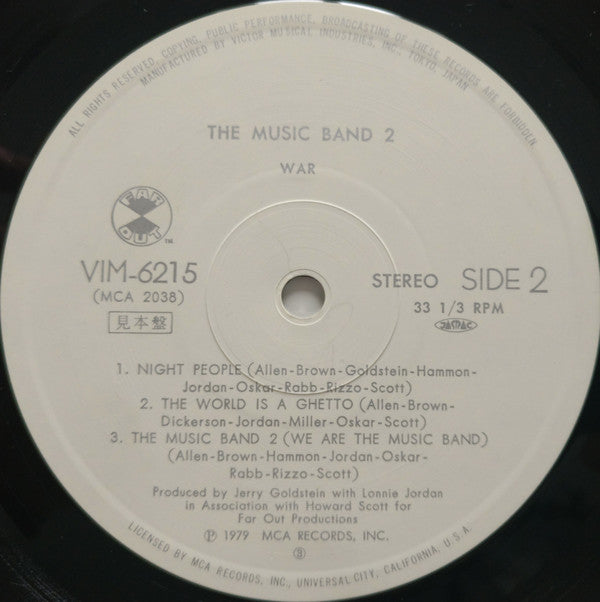 ALL RIGHTS RESERVED. COPYING, PUBLIC PERFORMANCE, BROADCASTING OF THESE RECORDS ARE FORBIDDEN.
MANUFACTURED BY VICTOR MUSICAL INDUSTRIES, INC., TOKYO, JAPAN
THE MUSIC BAND 2
WAR
FAR OUT ™
VIM-6215
(MCA 2038)
見本盤
STEREO SIDE 2
33 1/3 RPM
JASRAC
1. NIGHT PEOPLE (Allen-Brown-Goldstein-Hammon-
Jordan-Oskar-Rabb-Rizzo-Scott)
2. THE WORLD IS A GHETTO (Allen-Brown-
Dickerson-Jordan-Miller-Oskar-Scott)
3. THE MUSIC BAND 2 (WE ARE THE MUSIC BAND)
(Allen-Brown-Hammon-Jordan-Oskar-
Rabb-Rizzo-Scott)
Produced by Jerry Goldstein with Lonnie Jordan
in Association with Howard Scott for
Far Out Productions
℗ 1979 MCA RECORDS, INC.
LICENSED BY MCA RECORDS, INC., UNIVERSAL CITY, CALIFORNIA, U.S.A.